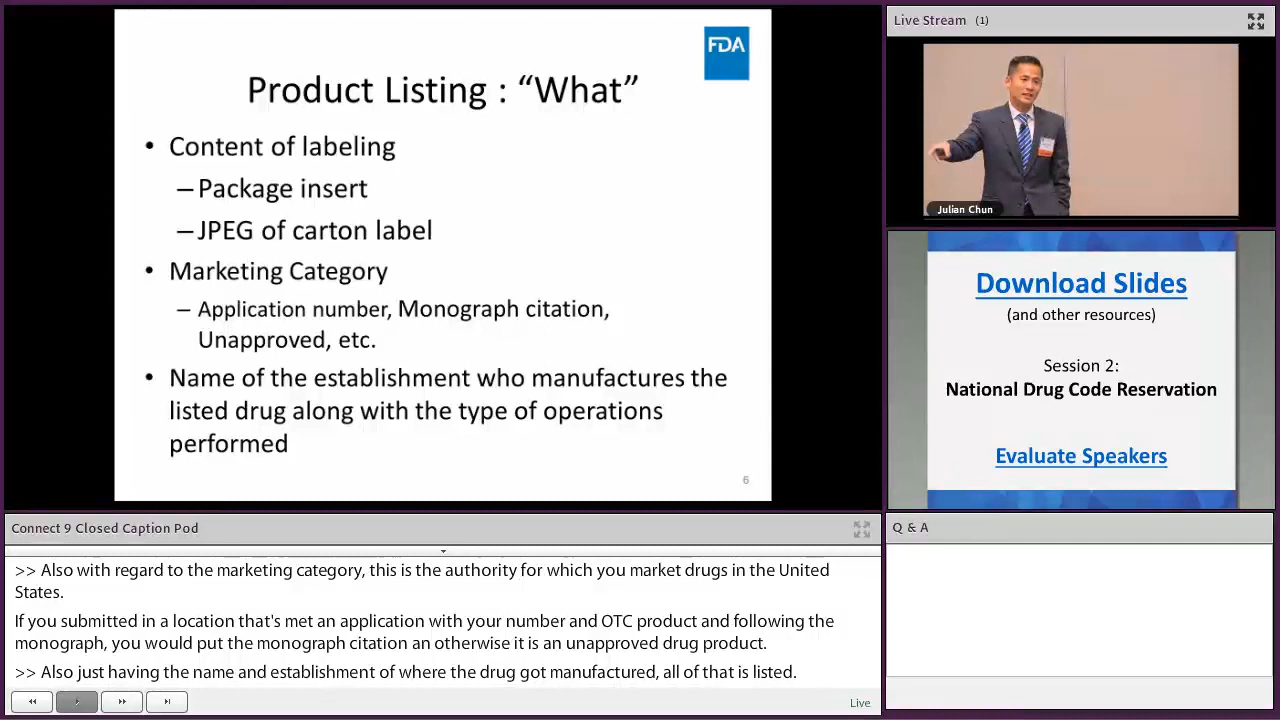 FDA
Product Listing : “What”
• Content of labeling
– Package insert
– JPEG of carton label
• Marketing Category
– Application number, Monograph citation,
Unapproved, etc.
• Name of the establishment who manufactures the
listed drug along with the type of operations
performed
6
Live Stream (1)
Julian Chun
Download Slides
(and other resources)
Session 2:
National Drug Code Reservation
Evaluate Speakers
Connect 9 Closed Caption Pod
>> Also with regard to the marketing category, this is the authority for which you market drugs in the United
States.
If you submitted in a location that's met an application with your number and OTC product and following the
monograph, you would put the monograph citation an otherwise it is an unapproved drug product.
>> Also just having the name and establishment of where the drug got manufactured, all of that is listed.
Live
Q & A